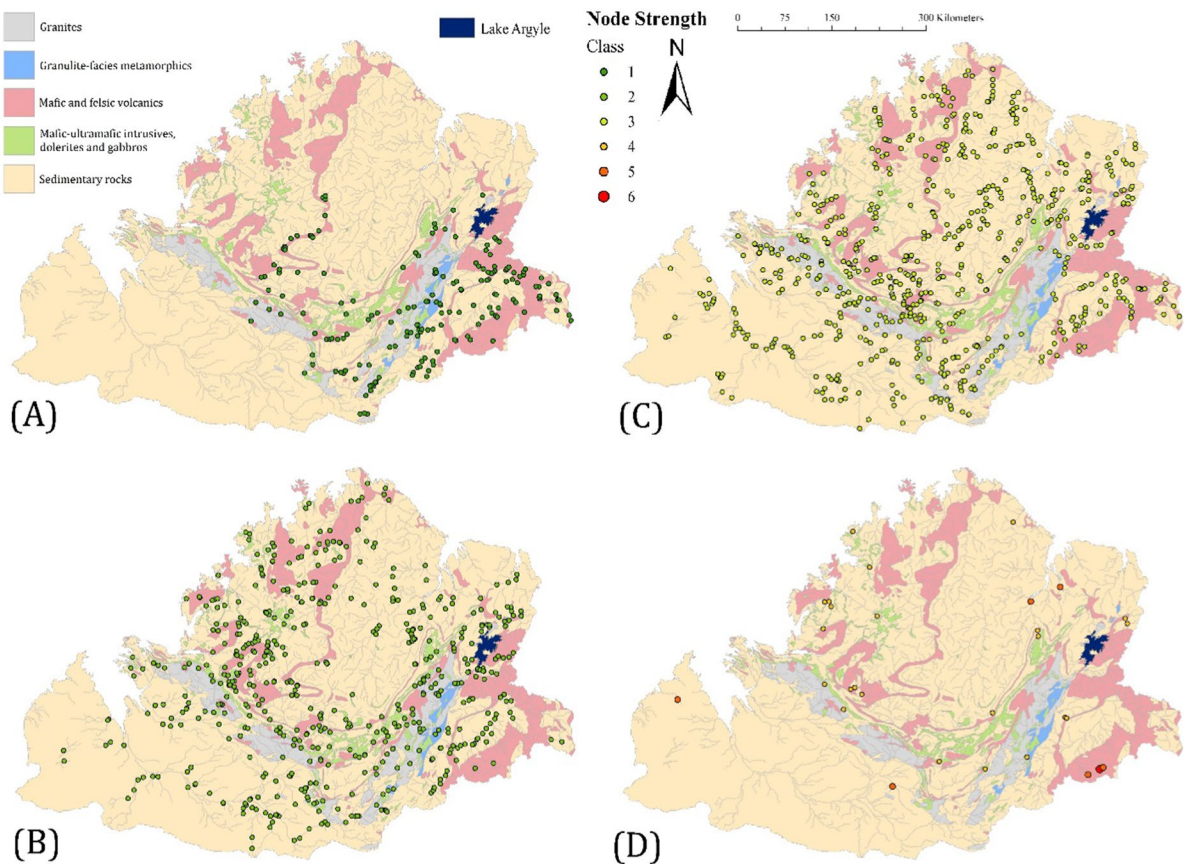 Granites
Granulite-facies metamorphics
Mafic and felsic volcanics
Mafic-ultramafic intrusives,
dolerites and gabbros
Sedimentary rocks
Lake Argyle
(A)
Node Strength
Class
1
2
3
4
5
6
N
0 75 150 300 Kilometers
(C)
(B)
(D)